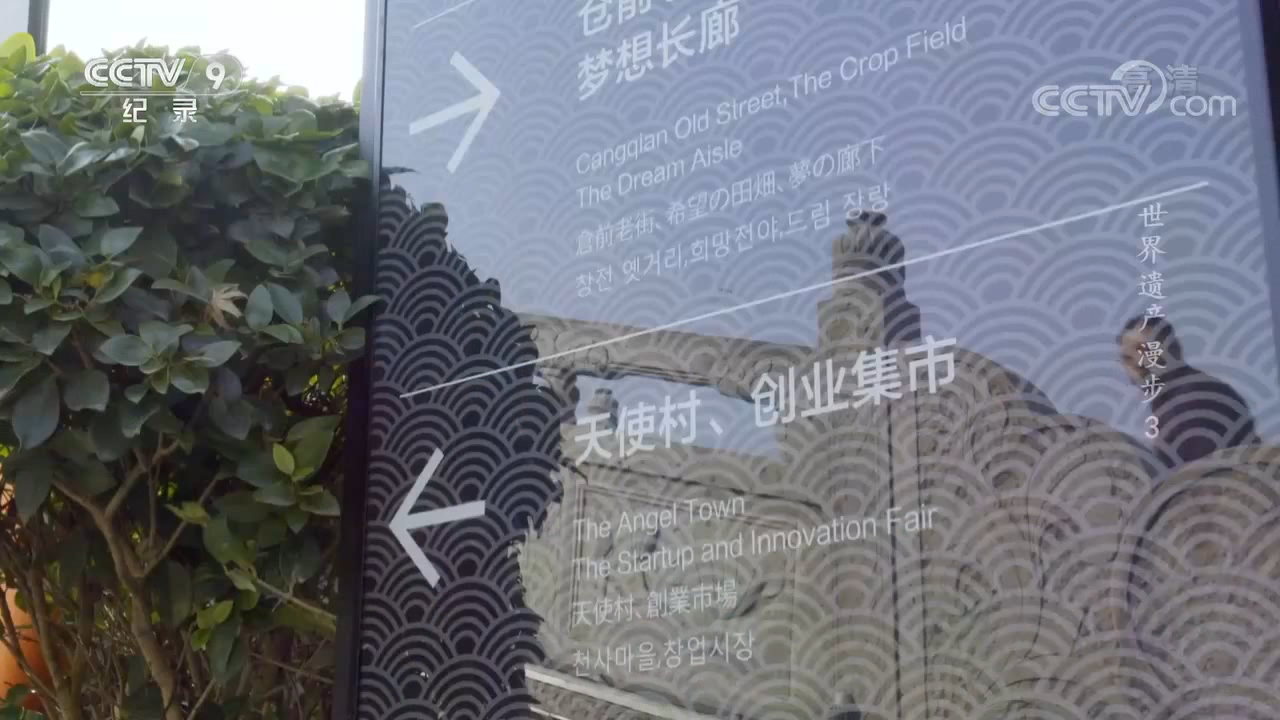 CCTV 9
纪录
高清
CCTV com
世界遗产漫步 3
仓前
梦想长廊
Cangqian Old Street,The Crop Field
The Dream Aisle
倉前老街、希望の田畑、夢の廊下
창전 옛거리,희망전야,드림 장랑
天使村、创业集市
The Angel Town
The Startup and Innovation Fair
天使村、創業市場
천사마을,창업시장